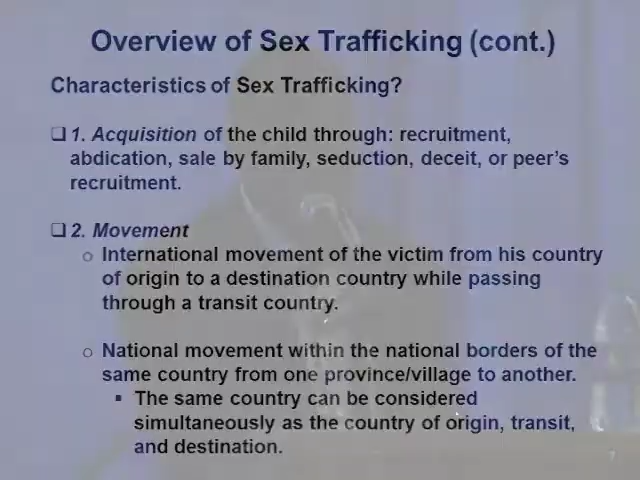 Overview of Sex Trafficking (cont.)
Characteristics of Sex Trafficking?
❑ 1. Acquisition of the child through: recruitment,
abdication, sale by family, seduction, deceit, or peer's
recruitment.
❑ 2. Movement
o International movement of the victim from his country
of origin to a destination country while passing
through a transit country.
o National movement within the national borders of the
same country from one province/village to another.
▪ The same country can be considered
simultaneously as the country of origin, transit,
and destination.
7